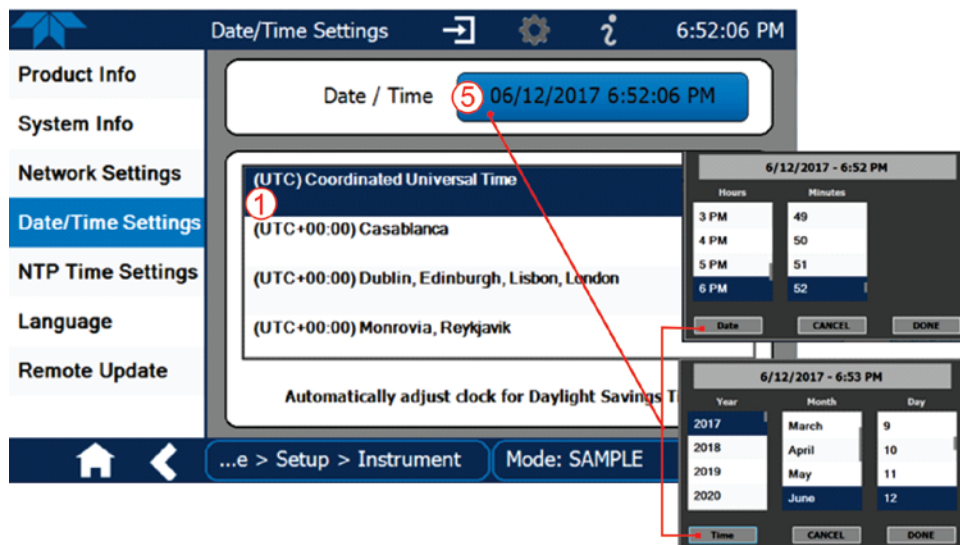 Date/Time Settings
6:52:06 PM
Product Info
System Info
Network Settings
Date/Time Settings
NTP Time Settings
Language
Remote Update
Date / Time
5
06/12/2017 6:52:06 PM
(UTC) Coordinated Universal Time
1
(UTC+00:00) Casablanca
(UTC+00:00) Dublin, Edinburgh, Lisbon, London
(UTC+00:00) Monrovia, Reykjavik
Automatically adjust clock for Daylight Savings T
...e > Setup > Instrument
Mode: SAMPLE
6/12/2017 - 6:52 PM
Hours Minutes
3 PM 49
4 PM 50
5 PM 51
6 PM 52
Date CANCEL DONE
6/12/2017 - 6:53 PM
Year Month Day
2017 March 9
2018 April 10
2019 May 11
2020 June 12
Time CANCEL DONE